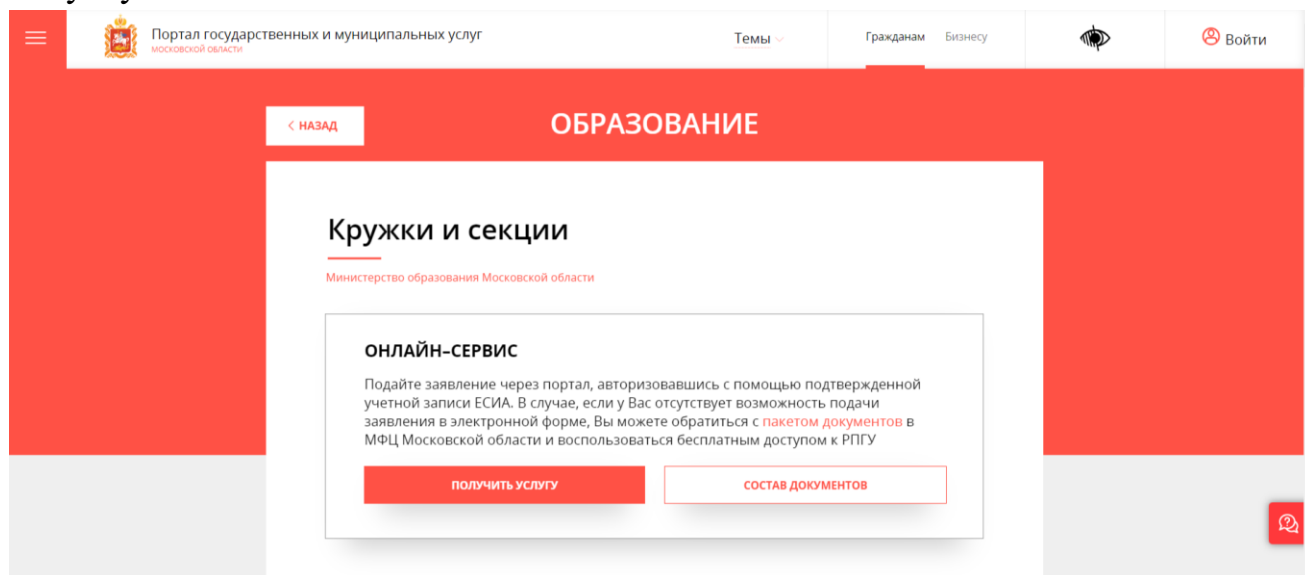 Портал государственных и муниципальных услуг
МОСКОВСКОЙ ОБЛАСТИ
Темы
Гражданам
Бизнесу
Войти
< НАЗАД
ОБРАЗОВАНИЕ
Кружки и секции
Министерство образования Московской области
ОНЛАЙН–СЕРВИС
Подайте заявление через портал, авторизовавшись с помощью подтвержденной
учетной записи ЕСИА. В случае, если у Вас отсутствует возможность подачи
заявления в электронной форме, Вы можете обратиться с пакетом документов в
МФЦ Московской области и воспользоваться бесплатным доступом к РПГУ
ПОЛУЧИТЬ УСЛУГУ
СОСТАВ ДОКУМЕНТОВ